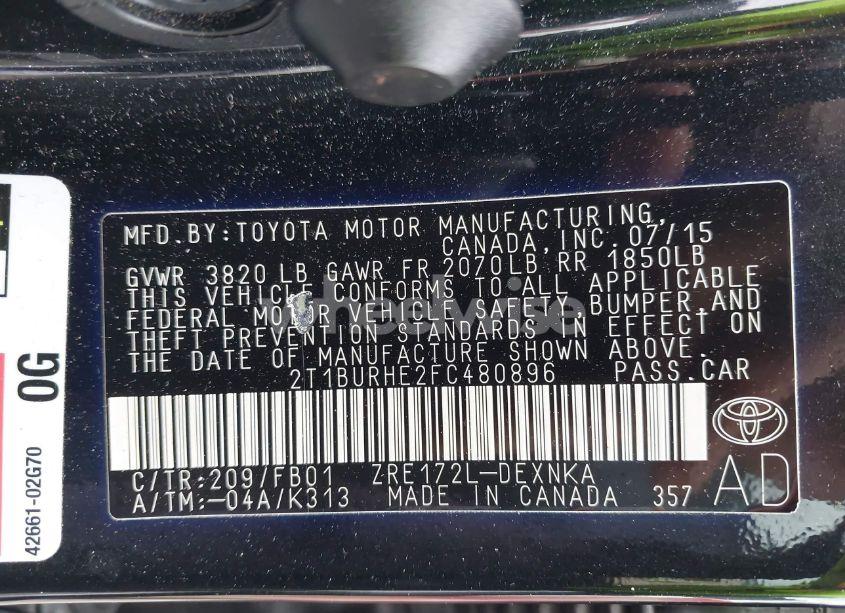 MFD.BY:TOYOTA MOTOR MANUFACTURING,
CANADA,INC. 07/15
GVWR 3820 LB GAWR FR 2070LB RR 1850LB
THIS VEHICLE CONFORMS TO ALL APPLICABLE
FEDERAL MOTOR VEHICLE SAFETY,BUMPER,AND
THEFT PREVENTION STANDARDS IN EFFECT ON
THE DATE OF MANUFACTURE SHOWN ABOVE.
2T1BURHE2FC480896 PASS.CAR
C/TR:209/FB01 ZRE172L-DEXNKA
A/TM:-04A/K313 MADE IN CANADA 357
AD
0G
42661-02G70
wheelwise